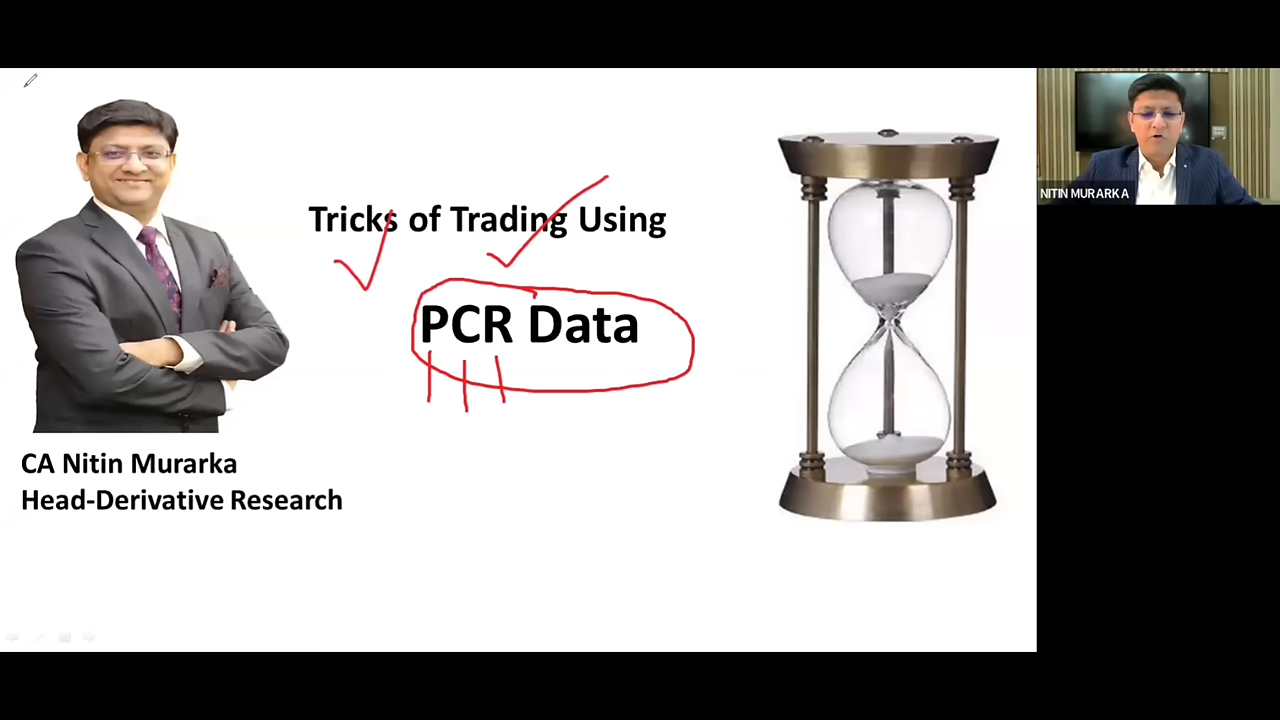 Tricks of Trading Using
PCR Data
CA Nitin Murarka
Head-Derivative Research
NITIN MURARKA